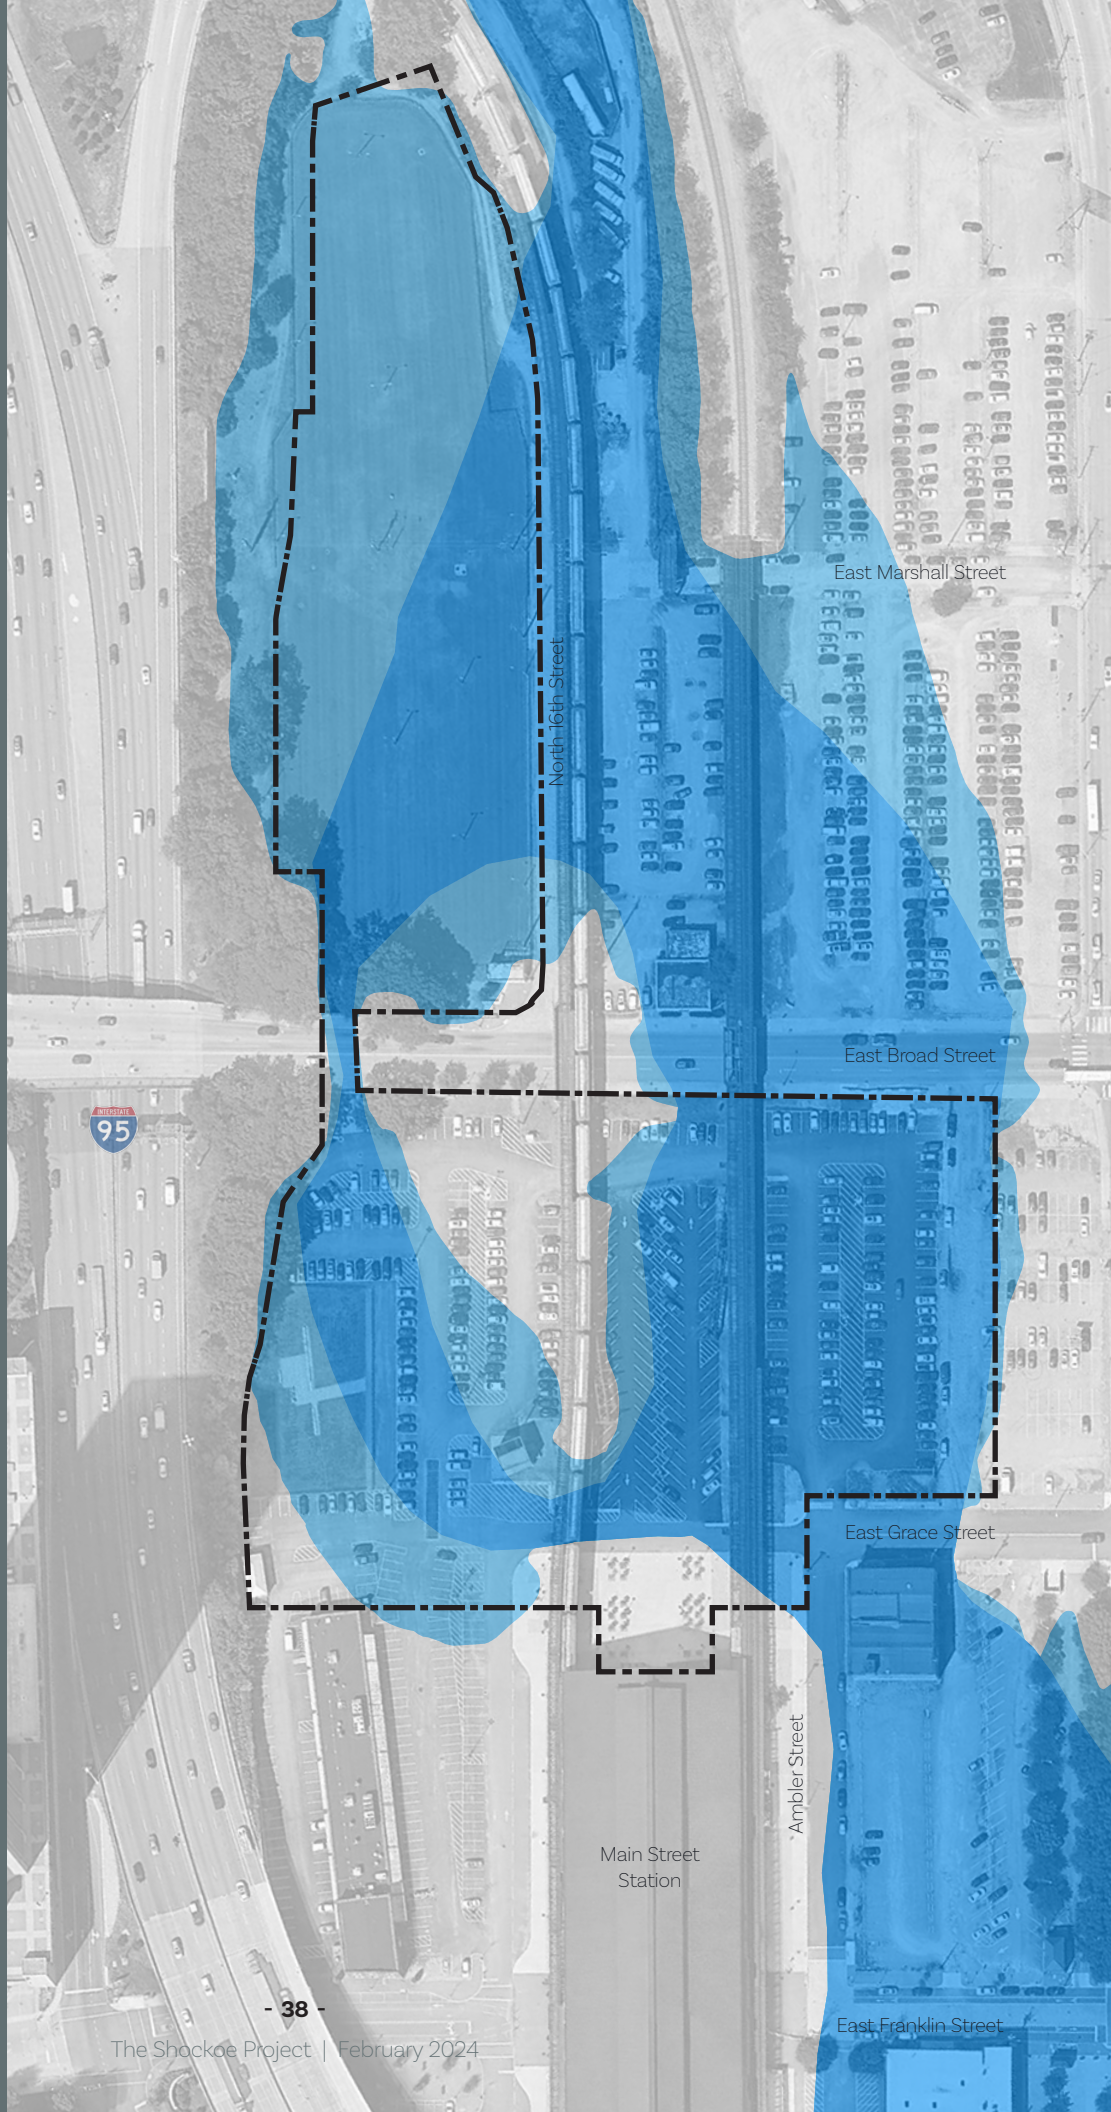 East Marshall Street
North 16th Street
East Broad Street
INTERSTATE
95
East Grace Street
Ambler Street
Main Street
Station
- 38 -
East Franklin Street
The Shockoe Project | February 2024